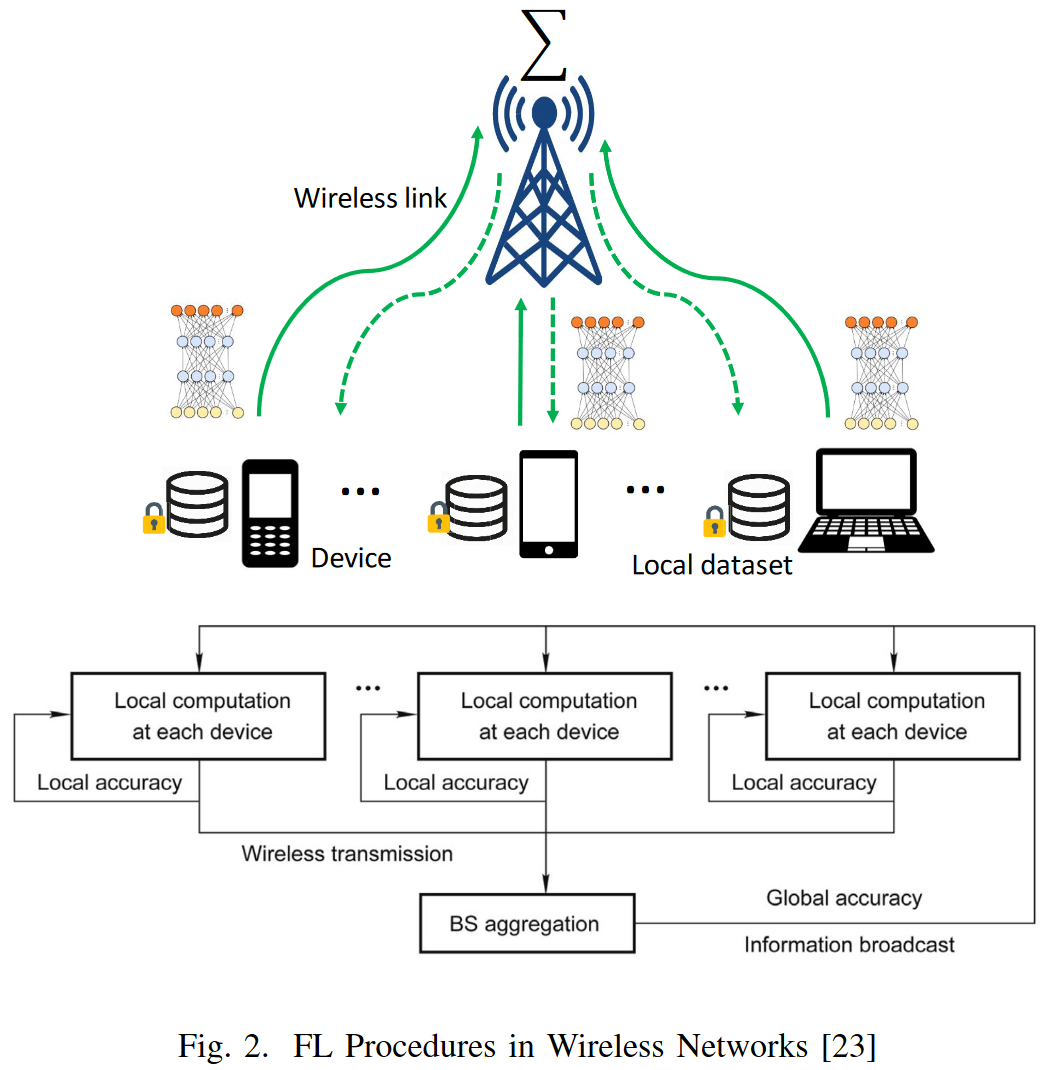 ∑
Wireless link
...
...
Device
Local dataset
...
...
Local computation
at each device
Local computation
at each device
Local computation
at each device
Local accuracy
Local accuracy
Local accuracy
Wireless transmission
BS aggregation
Global accuracy
Information broadcast
Fig. 2. FL Procedures in Wireless Networks [23]